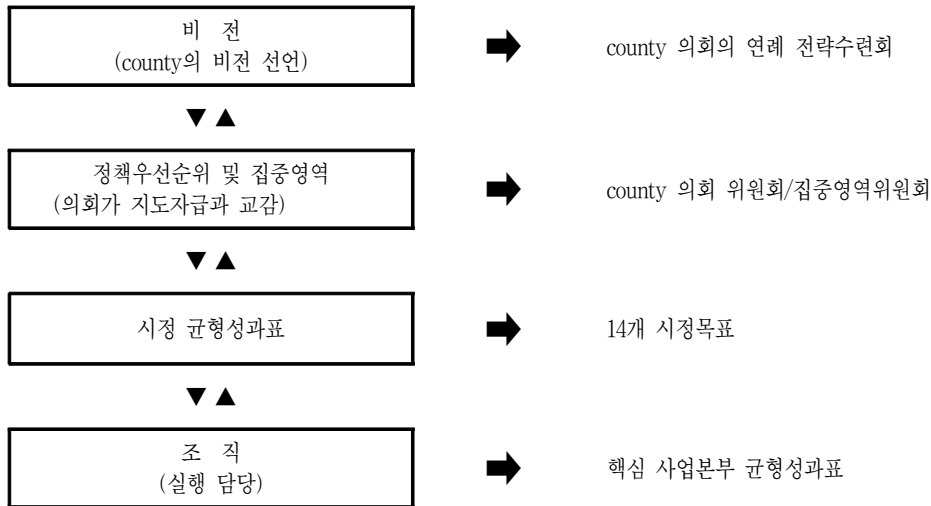 비 전
(county의 비전 선언)
➡ county 의회의 연례 전략수련회
▼▲
정책우선순위 및 집중영역
(의회가 지도자급과 교감)
➡ county 의회 위원회/집중영역위원회
▼▲
시정 균형성과표
➡ 14개 시정목표
▼▲
조 직
(실행 담당)
➡ 핵심 사업본부 균형성과표